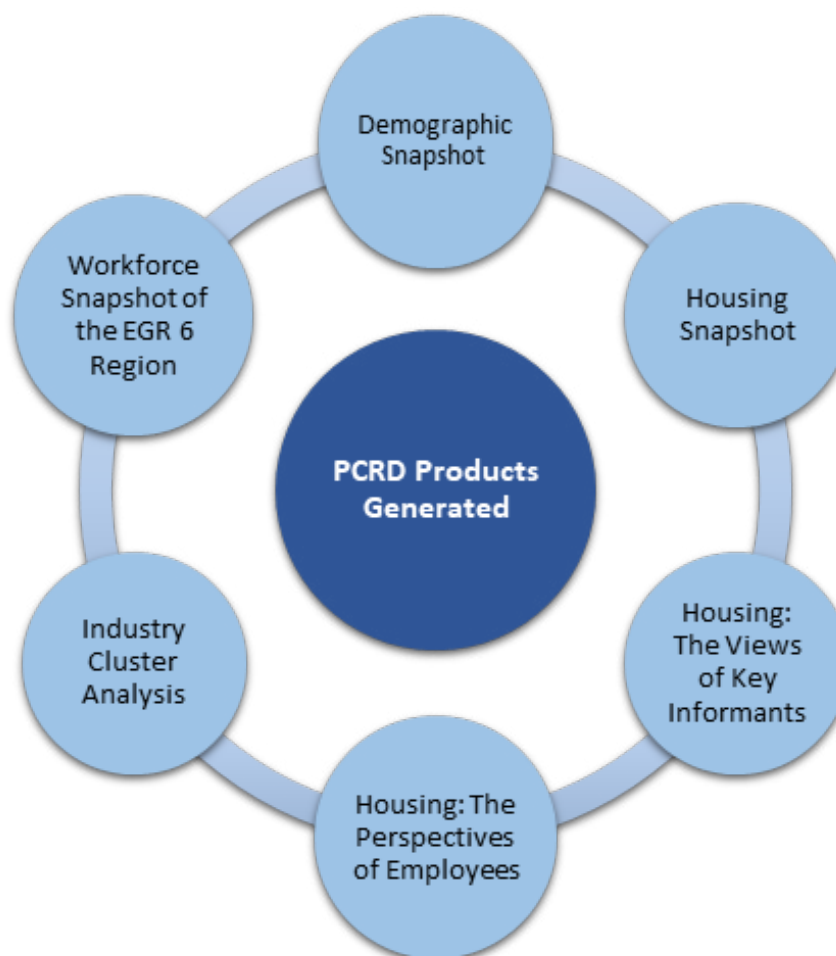 Demographic
Snapshot
Housing
Snapshot
Housing:
The Views
of Key
Informants
Housing: The
Perspectives
of Employees
Industry
Cluster
Analysis
Workforce
Snapshot of
the EGR 6
Region
PCRD Products
Generated